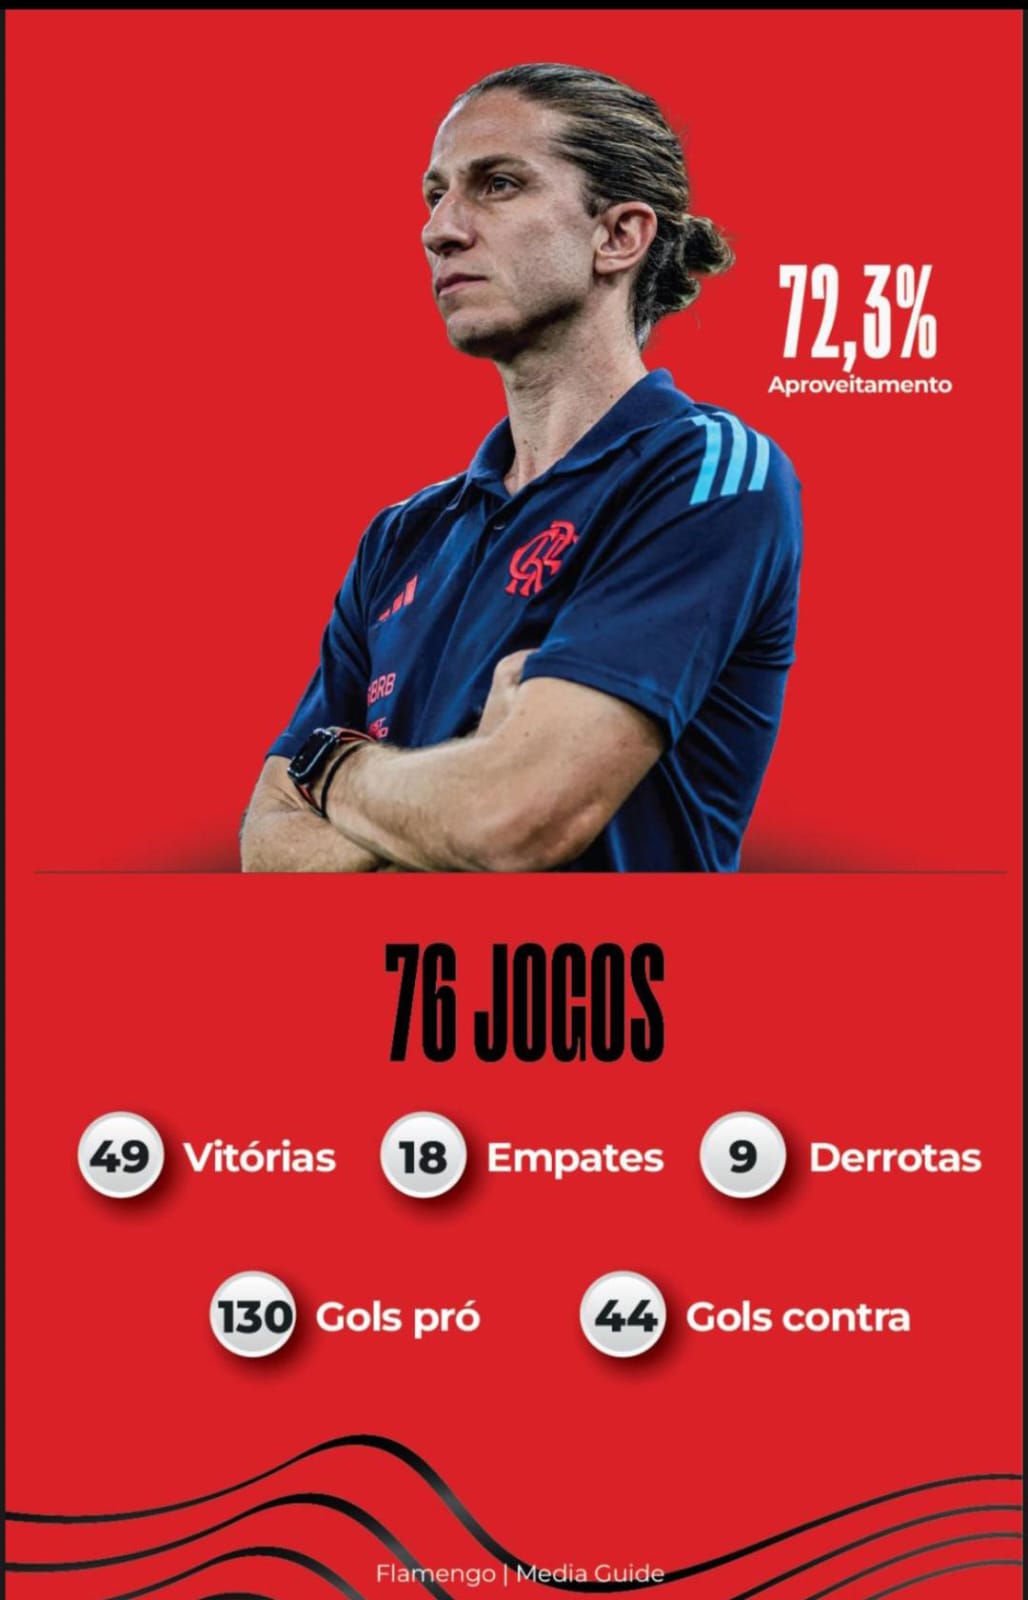 72,3%
Aproveitamento
BRB
76 JOGOS
49 Vitórias 18 Empates 9 Derrotas
130 Gols pró 44 Gols contra
Flamengo | Media Guide